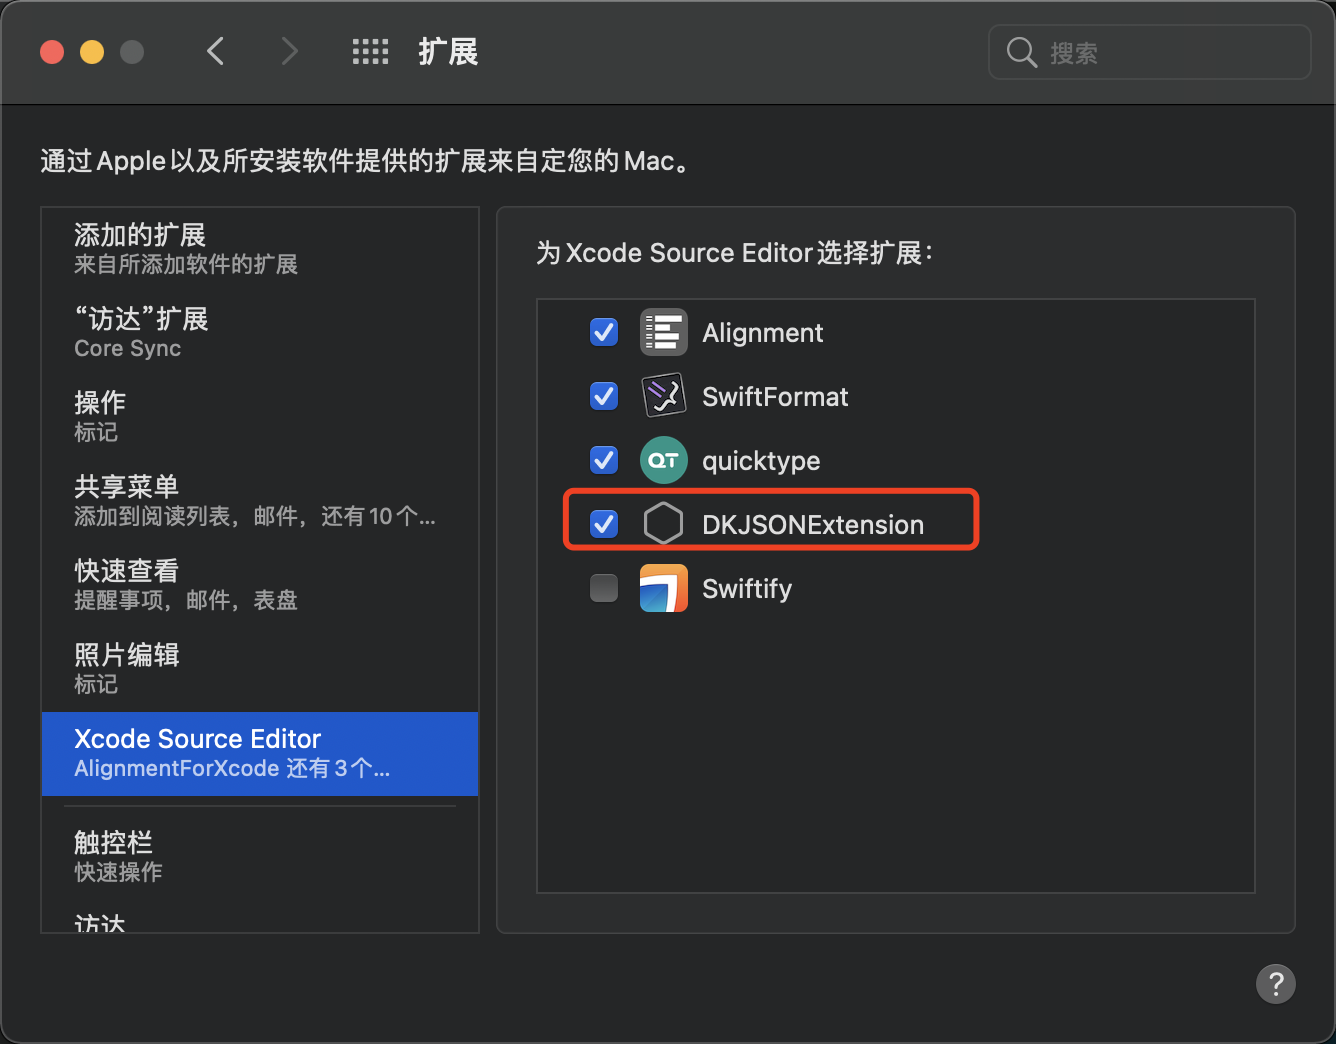 扩展
搜索
通过Apple以及所安装软件提供的扩展来自定您的Mac。
添加的扩展
来自所添加软件的扩展
“访达”扩展
Core Sync
操作
标记
共享菜单
添加到阅读列表，邮件，还有10个...
快速查看
提醒事项，邮件，表盘
照片编辑
标记
Xcode Source Editor
AlignmentForXcode 还有3个...
触控栏
快速操作
访达
为Xcode Source Editor选择扩展：
Alignment
SwiftFormat
QT quicktype
DKJSONExtension
Swiftify
?